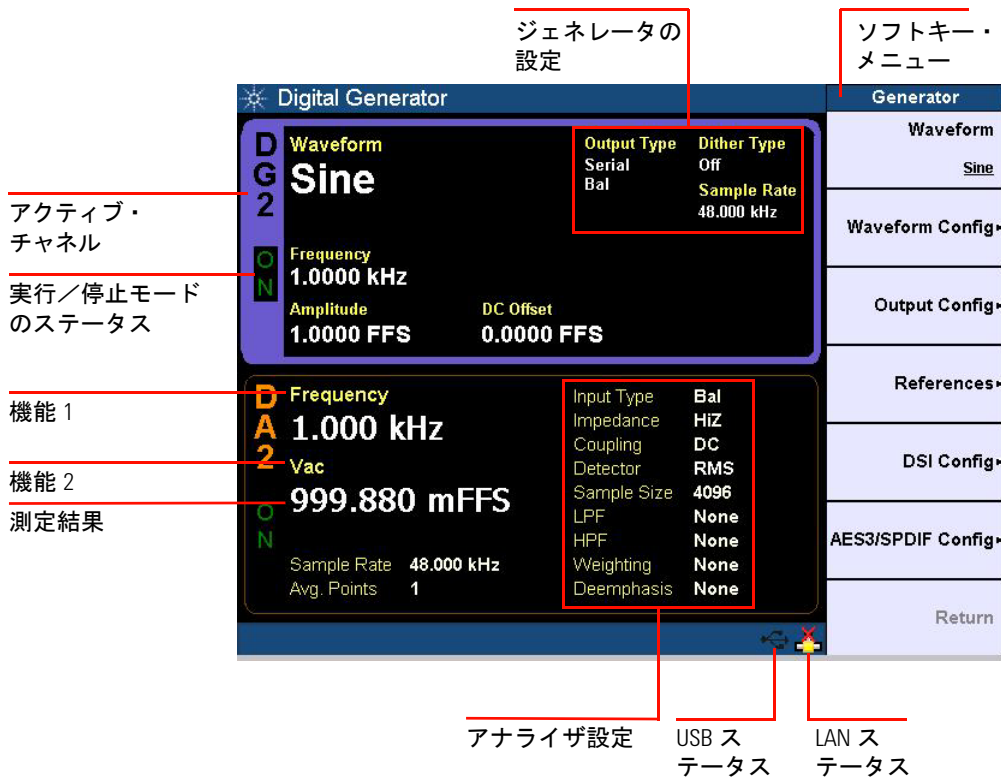 ジェネレータの
設定
ソフトキー・
メニュー
Digital Generator
Generator
DG2
ON
Waveform
Sine
Output Type
Serial
Bal
Dither Type
Off
Sample Rate
48.000 kHz
Frequency
1.0000 kHz
Amplitude
1.0000 FFS
DC Offset
0.0000 FFS
Waveform
Sine
Waveform Config
Output Config
References
DSI Config
AES3/SPDIF Config
Return
アクティブ・
チャネル
実行／停止モード
のステータス
機能 1
機能 2
測定結果
DA2
ON
Frequency
1.000 kHz
Vac
999.880 mFFS
Sample Rate 48.000 kHz
Avg. Points 1
Input Type Bal
Impedance HiZ
Coupling DC
Detector RMS
Sample Size 4096
LPF None
HPF None
Weighting None
Deemphasis None
アナライザ設定
USB ス
テータス
LAN ス
テータス